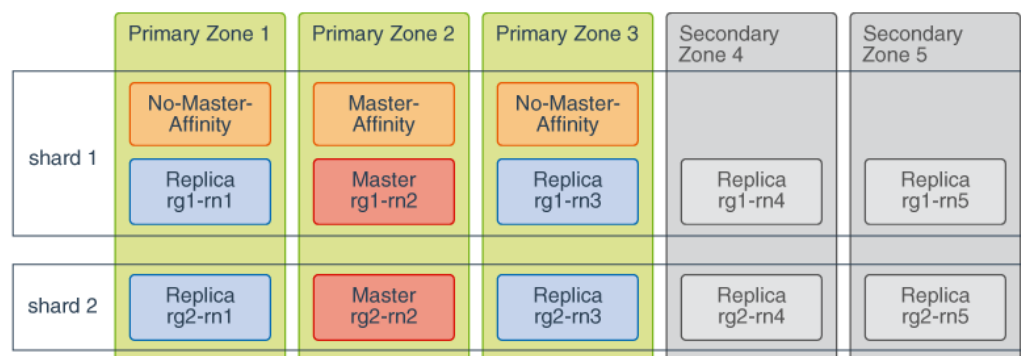 Primary Zone 1
Primary Zone 2
Primary Zone 3
Secondary
Zone 4
Secondary
Zone 5
shard 1
No-Master-
Affinity
Master-
Affinity
No-Master-
Affinity
Replica
rg1-rn1
Master
rg1-rn2
Replica
rg1-rn3
Replica
rg1-rn4
Replica
rg1-rn5
shard 2
Replica
rg2-rn1
Master
rg2-rn2
Replica
rg2-rn3
Replica
rg2-rn4
Replica
rg2-rn5